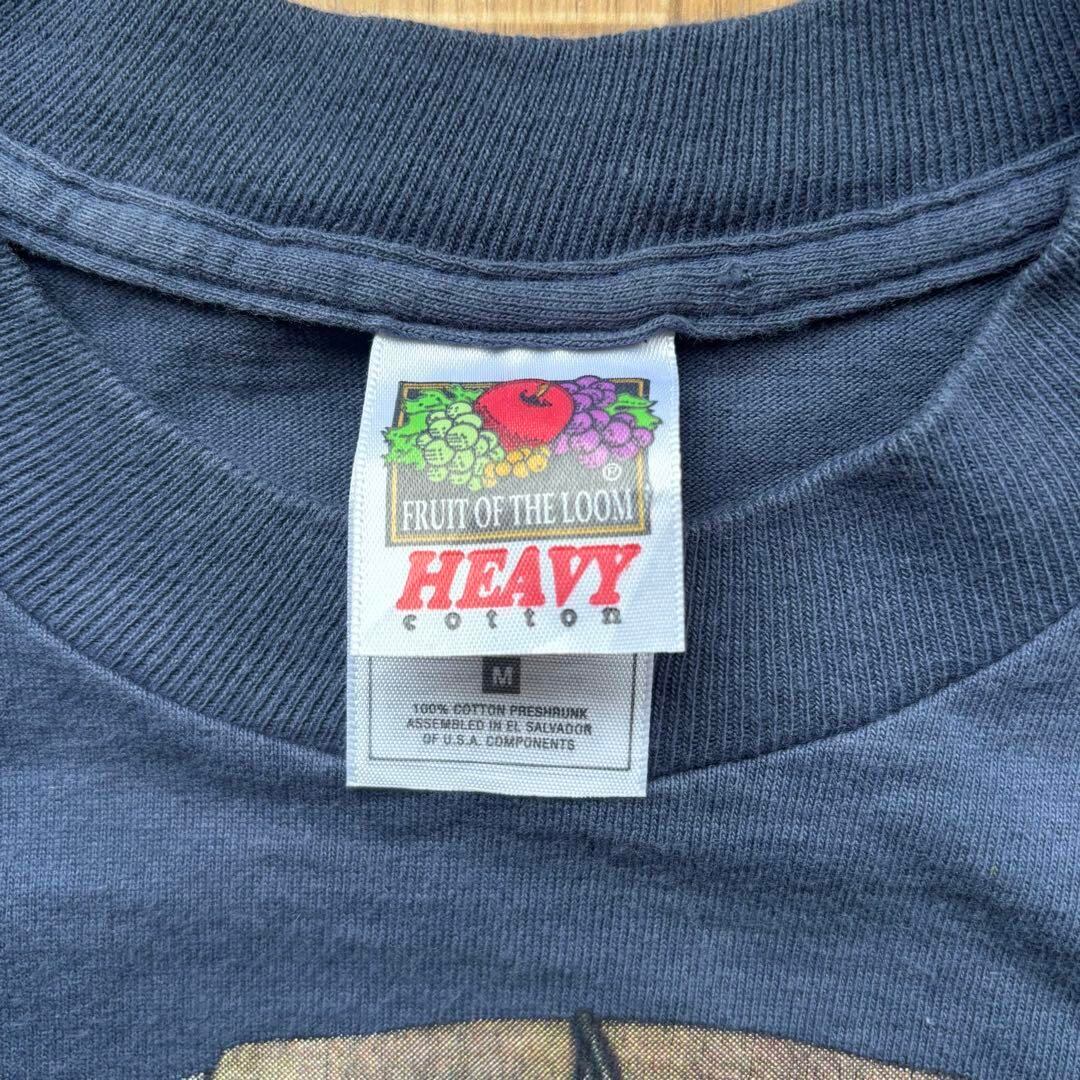 ®
FRUIT OF THE LOOM
HEAVY
cotton
M
100% COTTON PRESHRUNK
ASSEMBLED IN EL SALVADOR
OF U.S.A. COMPONENTS